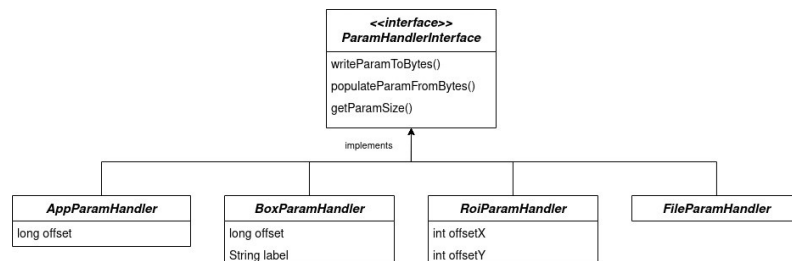 <<interface>>
ParamHandlerInterface
writeParamToBytes()
populateParamFromBytes()
getParamSize()
implements
AppParamHandler
long offset
BoxParamHandler
long offset
String label
RoiParamHandler
int offsetX
int offsetY
FileParamHandler